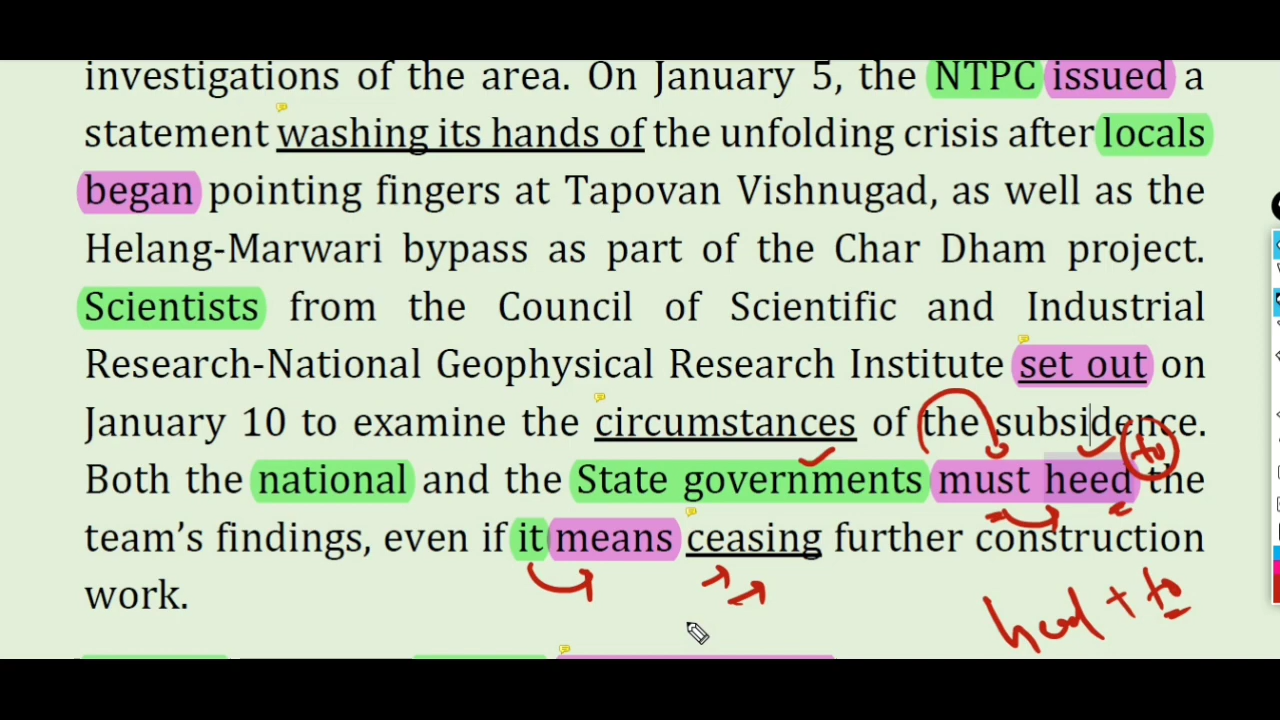 investigations of the area. On January 5, the NTPC issued a
statement washing its hands of the unfolding crisis after locals
began pointing fingers at Tapovan Vishnugad, as well as the
Helang-Marwari bypass as part of the Char Dham project.
Scientists from the Council of Scientific and Industrial
Research-National Geophysical Research Institute set out on
January 10 to examine the circumstances of the subsidence.
to
Both the national and the State governments must heed the
team's findings, even if it means ceasing further construction
work.
heed + to